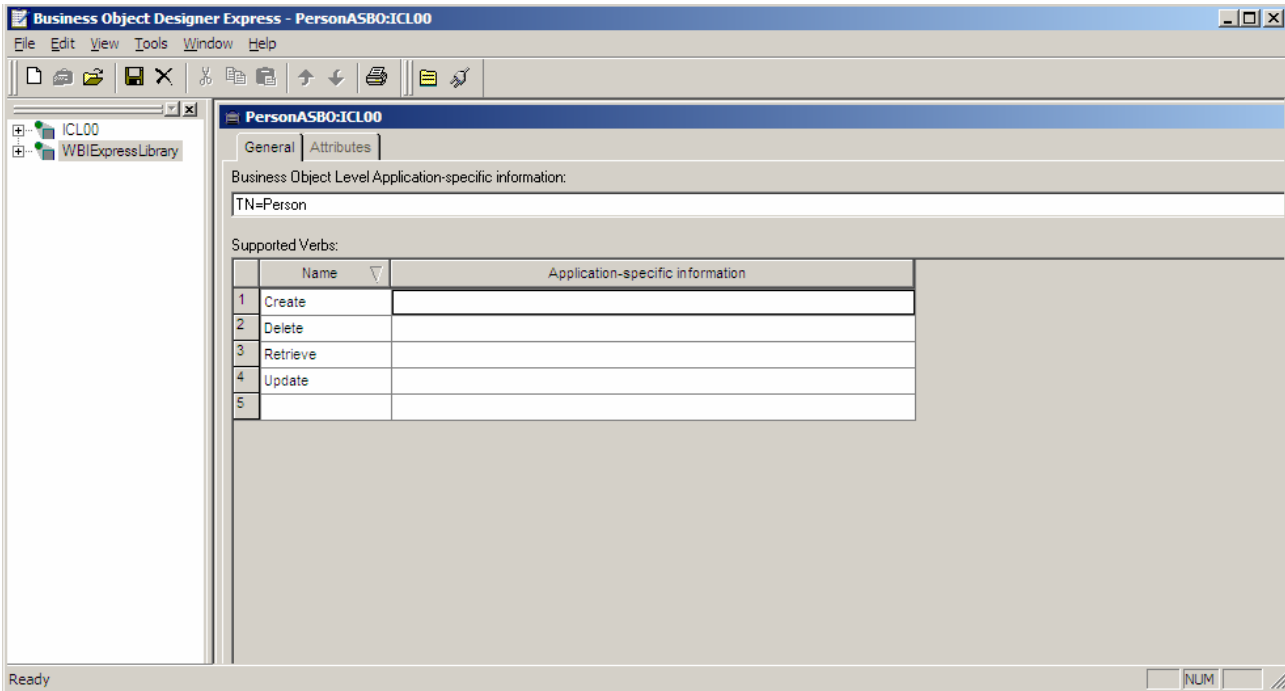 Business Object Designer Express - PersonASBO:ICL00
File Edit View Tools Window Help
ICL00
WBIExpressLibrary
PersonASBO:ICL00
General Attributes
Business Object Level Application-specific information:
TN=Person
Supported Verbs:
Name Application-specific information
1 Create
2 Delete
3 Retrieve
4 Update
5
Ready NUM